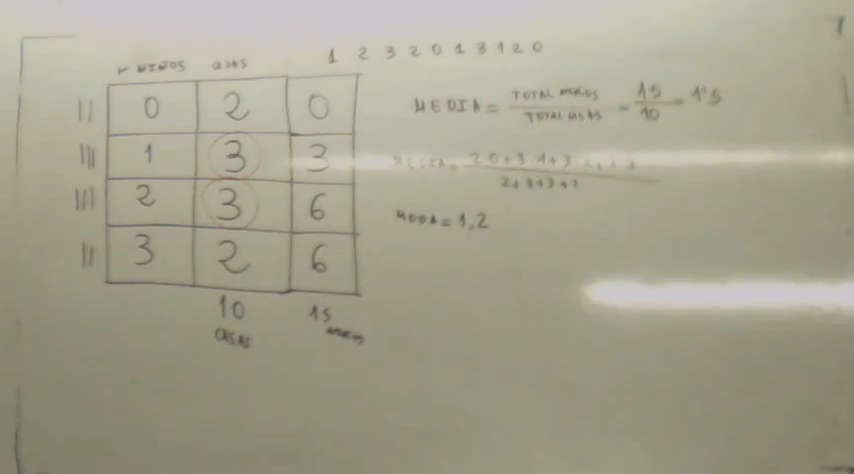 1 2 3 2 0 1 3 1 2 0
Nº NIÑOS CASAS
|| 0 2 0
||| 1 3 3
||| 2 3 6
|| 3 2 6
10 15
CASAS
MEDIA = TOTAL NIÑOS / TOTAL CASAS = 15 / 10 = 1'5
MODA = 1, 2